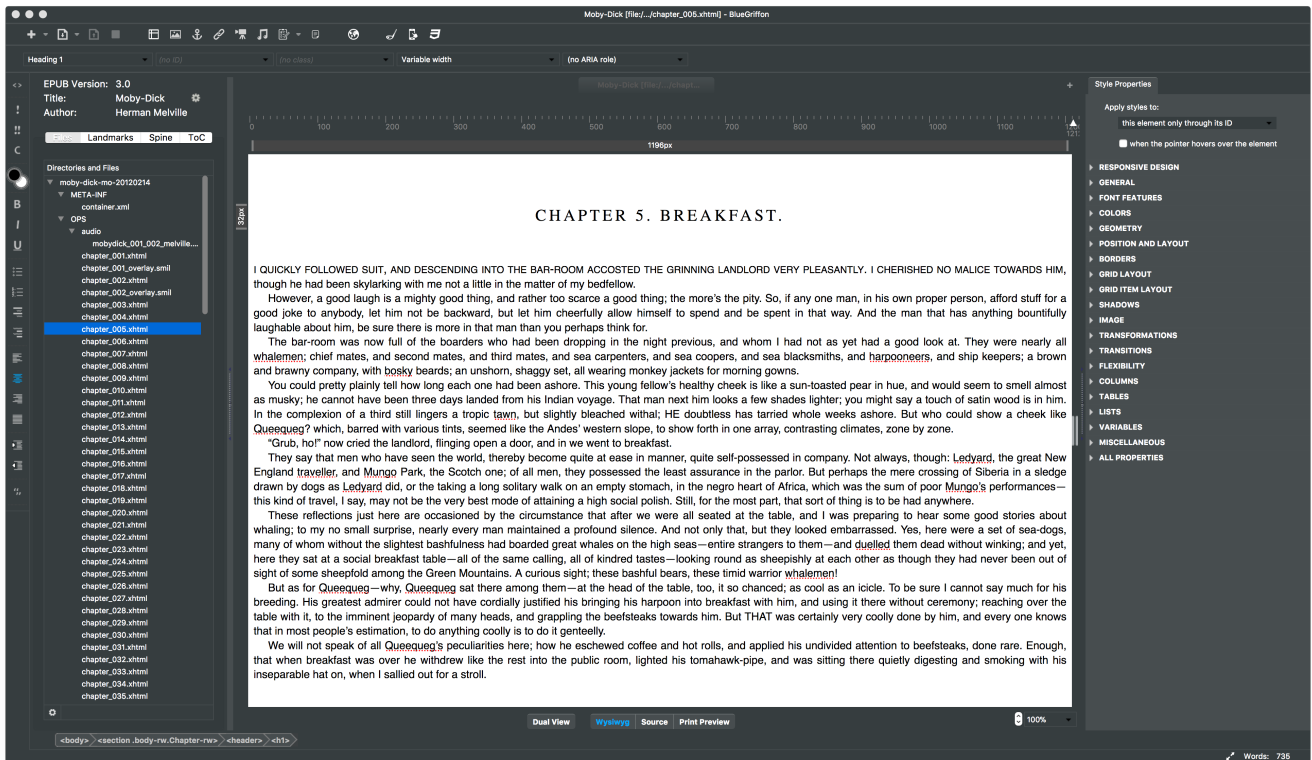 Moby-Dick [file:/.../chapter_005.xhtml] - BlueGriffon
Heading 1
(no ID)
(no class)
Variable width
(no ARIA role)
EPUB Version: 3.0
Title: Moby-Dick
Author: Herman Melville
Landmarks
Spine
ToC
Directories and Files
moby-dick-mo-20120214
META-INF
container.xml
OPS
audio
mobydick_001_002_melville....
chapter_001.xhtml
chapter_001_overlay.smil
chapter_002.xhtml
chapter_002_overlay.smil
chapter_003.xhtml
chapter_004.xhtml
chapter_005.xhtml
chapter_006.xhtml
chapter_007.xhtml
chapter_008.xhtml
chapter_009.xhtml
chapter_010.xhtml
chapter_011.xhtml
chapter_012.xhtml
chapter_013.xhtml
chapter_014.xhtml
chapter_015.xhtml
chapter_016.xhtml
chapter_017.xhtml
chapter_018.xhtml
chapter_019.xhtml
chapter_020.xhtml
chapter_021.xhtml
chapter_022.xhtml
chapter_023.xhtml
chapter_024.xhtml
chapter_025.xhtml
chapter_026.xhtml
chapter_027.xhtml
chapter_028.xhtml
chapter_029.xhtml
chapter_030.xhtml
chapter_031.xhtml
chapter_032.xhtml
chapter_033.xhtml
chapter_034.xhtml
chapter_035.xhtml
Moby-Dick [file:/.../chapt...
0 100 200 300 400 500 600 700 800 900 1000 1100
1196px
32px
CHAPTER 5. BREAKFAST.
I QUICKLY FOLLOWED SUIT, AND DESCENDING INTO THE BAR-ROOM ACCOSTED THE GRINNING LANDLORD VERY PLEASANTLY. I CHERISHED NO MALICE TOWARDS HIM,
though he had been skylarking with me not a little in the matter of my bedfellow.
However, a good laugh is a mighty good thing, and rather too scarce a good thing; the more's the pity. So, if any one man, in his own proper person, afford stuff for a
good joke to anybody, let him not be backward, but let him cheerfully allow himself to spend and be spent in that way. And the man that has anything bountifully
laughable about him, be sure there is more in that man than you perhaps think for.
The bar-room was now full of the boarders who had been dropping in the night previous, and whom I had not as yet had a good look at. They were nearly all
whalemen; chief mates, and second mates, and third mates, and sea carpenters, and sea coopers, and sea blacksmiths, and harpooneers, and ship keepers; a brown
and brawny company, with bosky beards; an unshorn, shaggy set, all wearing monkey jackets for morning gowns.
You could pretty plainly tell how long each one had been ashore. This young fellow's healthy cheek is like a sun-toasted pear in hue, and would seem to smell almost
as musky; he cannot have been three days landed from his Indian voyage. That man next him looks a few shades lighter; you might say a touch of satin wood is in him.
In the complexion of a third still lingers a tropic tawn, but slightly bleached withal; HE doubtless has tarried whole weeks ashore. But who could show a cheek like
Queequeg? which, barred with various tints, seemed like the Andes' western slope, to show forth in one array, contrasting climates, zone by zone.
“Grub, ho!” now cried the landlord, flinging open a door, and in we went to breakfast.
They say that men who have seen the world, thereby become quite at ease in manner, quite self-possessed in company. Not always, though: Ledyard, the great New
England traveller, and Mungo Park, the Scotch one; of all men, they possessed the least assurance in the parlor. But perhaps the mere crossing of Siberia in a sledge
drawn by dogs as Ledyard did, or the taking a long solitary walk on an empty stomach, in the negro heart of Africa, which was the sum of poor Mungo's performances—
this kind of travel, I say, may not be the very best mode of attaining a high social polish. Still, for the most part, that sort of thing is to be had anywhere.
These reflections just here are occasioned by the circumstance that after we were all seated at the table, and I was preparing to hear some good stories about
whaling; to my no small surprise, nearly every man maintained a profound silence. And not only that, but they looked embarrassed. Yes, here were a set of sea-dogs,
many of whom without the slightest bashfulness had boarded great whales on the high seas—entire strangers to them—and duelled them dead without winking; and yet,
here they sat at a social breakfast table—all of the same calling, all of kindred tastes—looking round as sheepishly at each other as though they had never been out of
sight of some sheepfold among the Green Mountains. A curious sight; these bashful bears, these timid warrior whalemen!
But as for Queequeg—why, Queequeg sat there among them—at the head of the table, too, it so chanced; as cool as an icicle. To be sure I cannot say much for his
breeding. His greatest admirer could not have cordially justified his bringing his harpoon into breakfast with him, and using it there without ceremony; reaching over the
table with it, to the imminent jeopardy of many heads, and grappling the beefsteaks towards him. But THAT was certainly very coolly done by him, and every one knows
that in most people's estimation, to do anything coolly is to do it genteelly.
We will not speak of all Queequeg's peculiarities here; how he eschewed coffee and hot rolls, and applied his undivided attention to beefsteaks, done rare. Enough,
that when breakfast was over he withdrew like the rest into the public room, lighted his tomahawk-pipe, and was sitting there quietly digesting and smoking with his
inseparable hat on, when I sallied out for a stroll.
Dual View
Wysiwyg
Source
Print Preview
100%
<body> <section .body-rw.Chapter-rw> <header> <h1>
Style Properties
Apply styles to:
this element only through its ID
when the pointer hovers over the element
RESPONSIVE DESIGN
GENERAL
FONT FEATURES
COLORS
GEOMETRY
POSITION AND LAYOUT
BORDERS
GRID LAYOUT
GRID ITEM LAYOUT
SHADOWS
IMAGE
TRANSFORMATIONS
TRANSITIONS
FLEXIBILITY
COLUMNS
TABLES
LISTS
VARIABLES
MISCELLANEOUS
ALL PROPERTIES
Words: 735